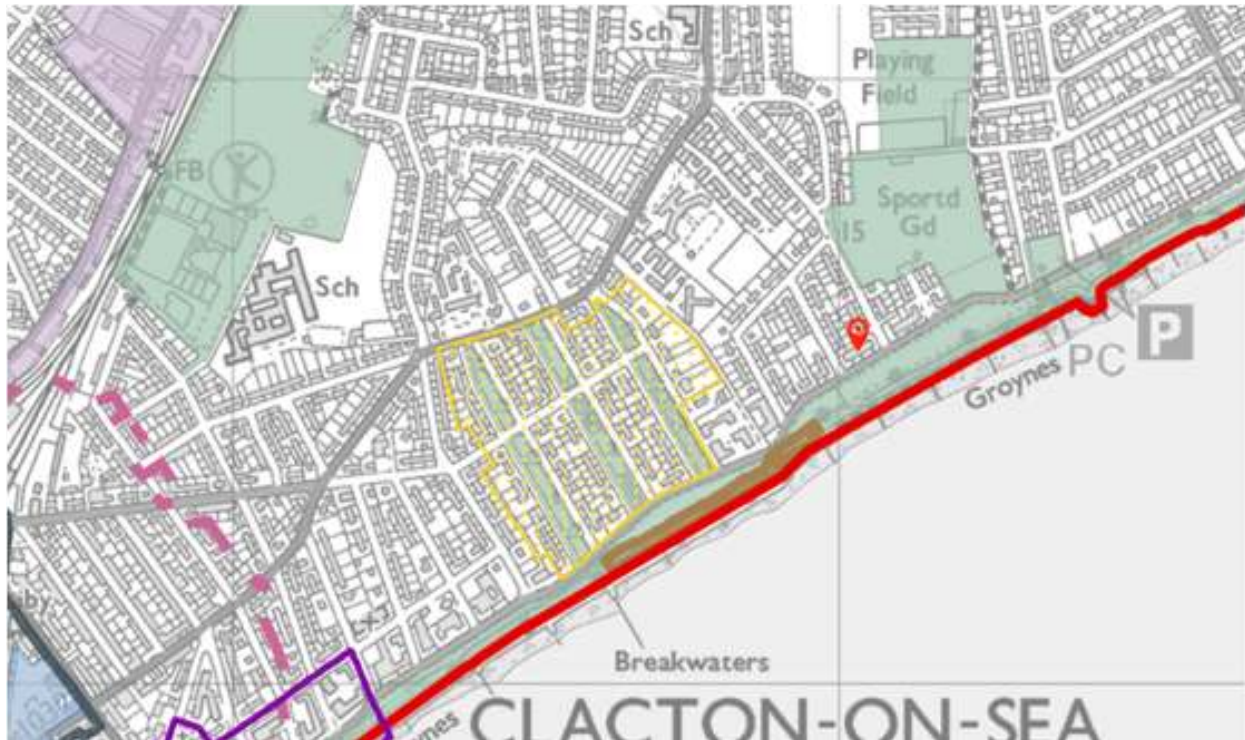 Sch
Playing
Field
FB
15
Sportd
Gd
Sch
P
PC
Groynes
Breakwaters
CLACTON-ON-SEA